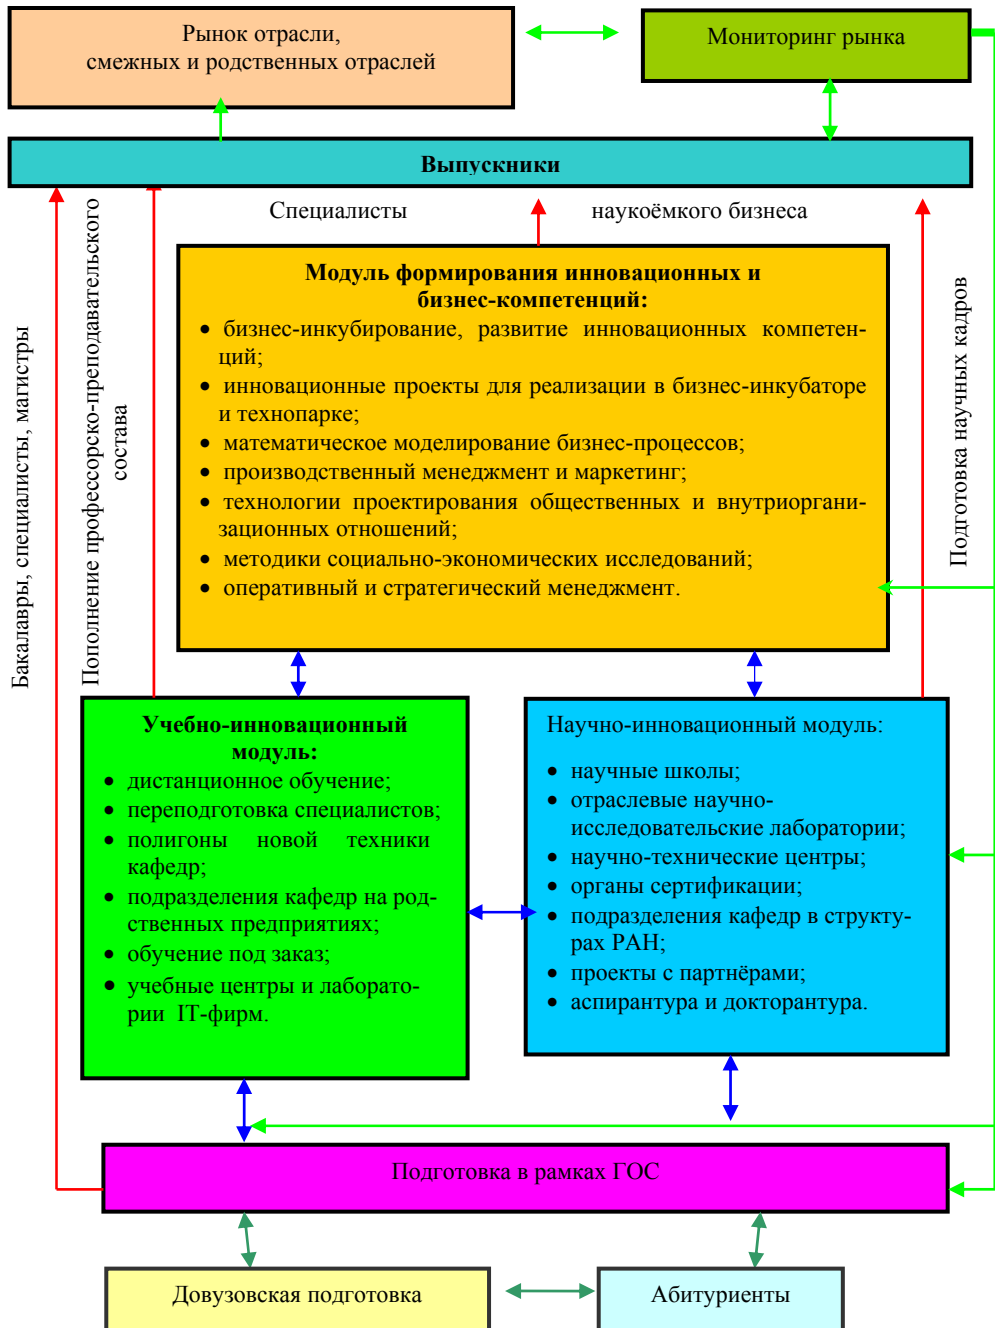 Рынок отрасли,
смежных и родственных отраслей
Мониторинг рынка
Выпускники
Специалисты наукоёмкого бизнеса
Бакалавры, специалисты, магистры
Пополнение профессорско-преподавательского
состава
Подготовка научных кадров
Модуль формирования инновационных и
бизнес-компетенций:
• бизнес-инкубирование, развитие инновационных компетен-
ций;
• инновационные проекты для реализации в бизнес-инкубаторе
и технопарке;
• математическое моделирование бизнес-процессов;
• производственный менеджмент и маркетинг;
• технологии проектирования общественных и внутриоргани-
зационных отношений;
• методики социально-экономических исследований;
• оперативный и стратегический менеджмент.
Учебно-инновационный
модуль:
• дистанционное обучение;
• переподготовка специалистов;
• полигоны новой техники
кафедр;
• подразделения кафедр на род-
ственных предприятиях;
• обучение под заказ;
• учебные центры и лаборато-
рии IT-фирм.
Научно-инновационный модуль:
• научные школы;
• отраслевые научно-
исследовательские лаборатории;
• научно-технические центры;
• органы сертификации;
• подразделения кафедр в структу-
рах РАН;
• проекты с партнёрами;
• аспирантура и докторантура.
Подготовка в рамках ГОС
Довузовская подготовка
Абитуриенты